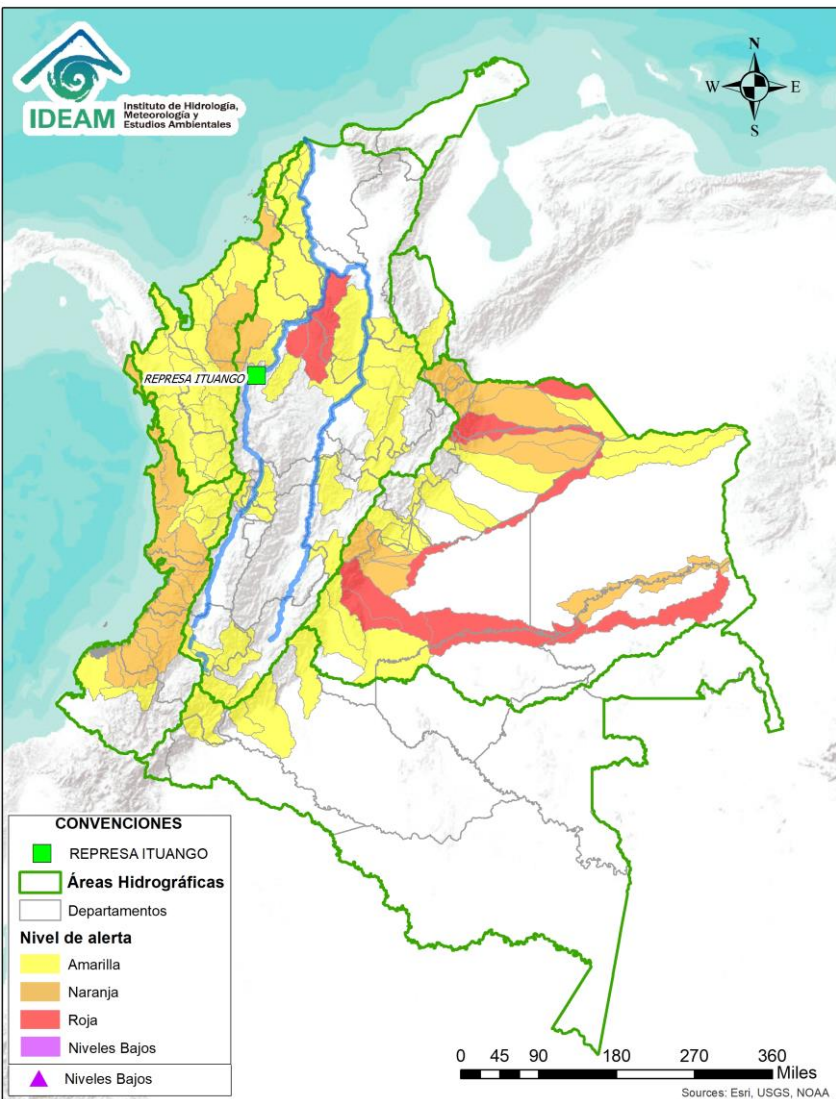 IDEAM
Instituto de Hidrología,
Meteorología y
Estudios Ambientales
N
W
E
S
REPRESA ITUANGO
CONVENCIONES
REPRESA ITUANGO
Áreas Hidrográficas
Departamentos
Nivel de alerta
Amarilla
Naranja
Roja
Niveles Bajos
Niveles Bajos
0 45 90 180 270 360
Miles
Sources: Esri, USGS, NOAA